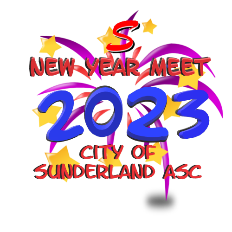 S
NEW YEAR MEET
2023
CITY OF
SUNDERLAND ASC